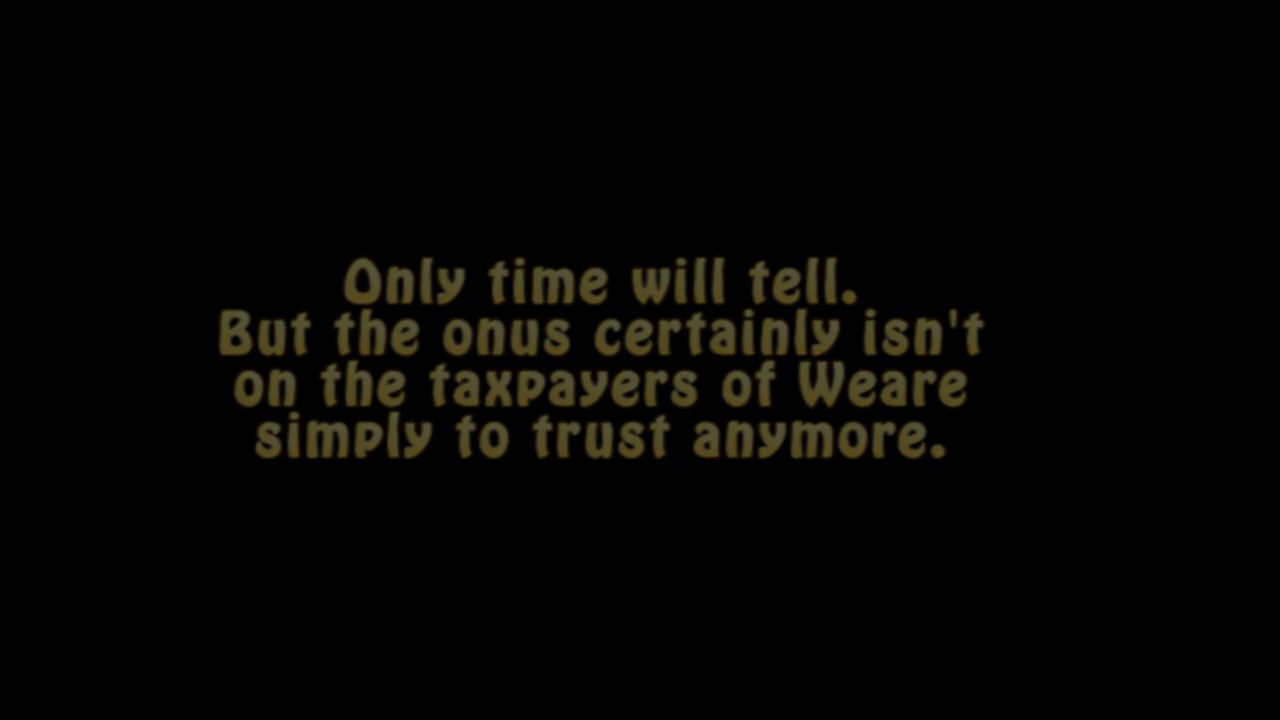 Only time will tell.
But the onus certainly isn't
on the taxpayers of Weare
simply to trust anymore.